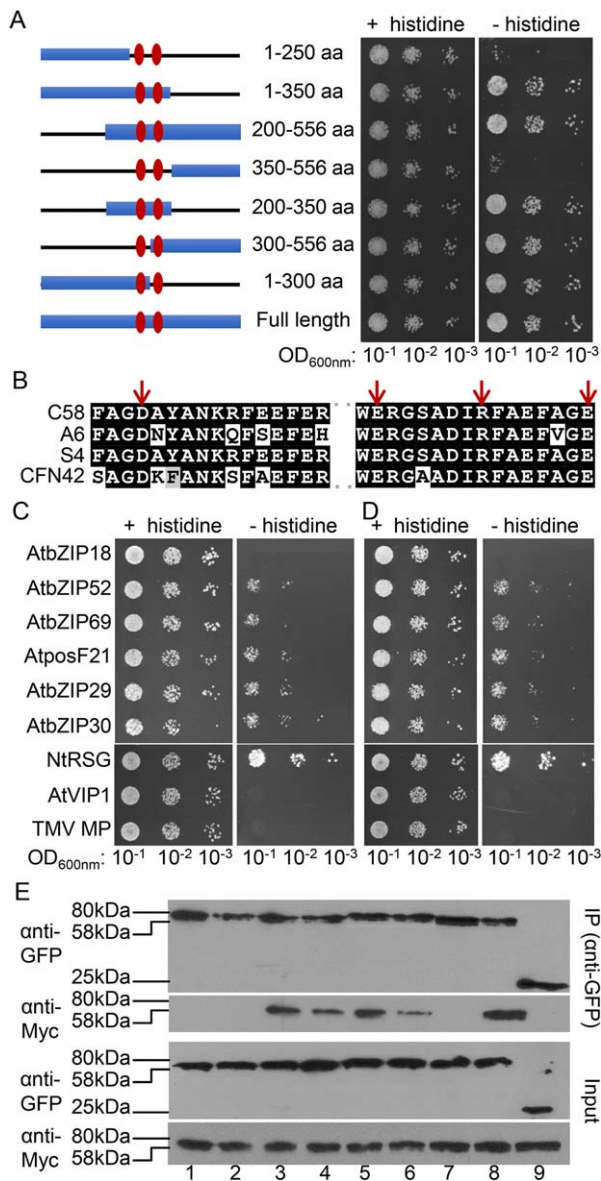 A
+ histidine - histidine
1-250 aa
1-350 aa
200-556 aa
350-556 aa
200-350 aa
300-556 aa
1-300 aa
Full length
OD600nm: 10-1 10-2 10-3 10-1 10-2 10-3
B
C58 FAGDAYANKRFEEFER WERGSADIRFAEFAGE
A6 FAGDNYANKQFSEFEH WERGSADIRFAEFVGE
S4 FAGDAYANKRFEEFER WERGSADIRFAEFAGE
CFN42 SAGDKFANKSFAEFER WERGAADIRFAEFAGE
C + histidine - histidine D + histidine - histidine
AtbZIP18
AtbZIP52
AtbZIP69
AtposF21
AtbZIP29
AtbZIP30
NtRSG
AtVIP1
TMV MP
OD600nm: 10-1 10-2 10-3 10-1 10-2 10-3 10-1 10-2 10-3 10-1 10-2 10-3
E
αnti-GFP 80kDa
58kDa
25kDa
αnti-Myc 80kDa
58kDa
IP (αnti-GFP)
αnti-GFP 80kDa
58kDa
25kDa
αnti-Myc 80kDa
58kDa
Input
1 2 3 4 5 6 7 8 9